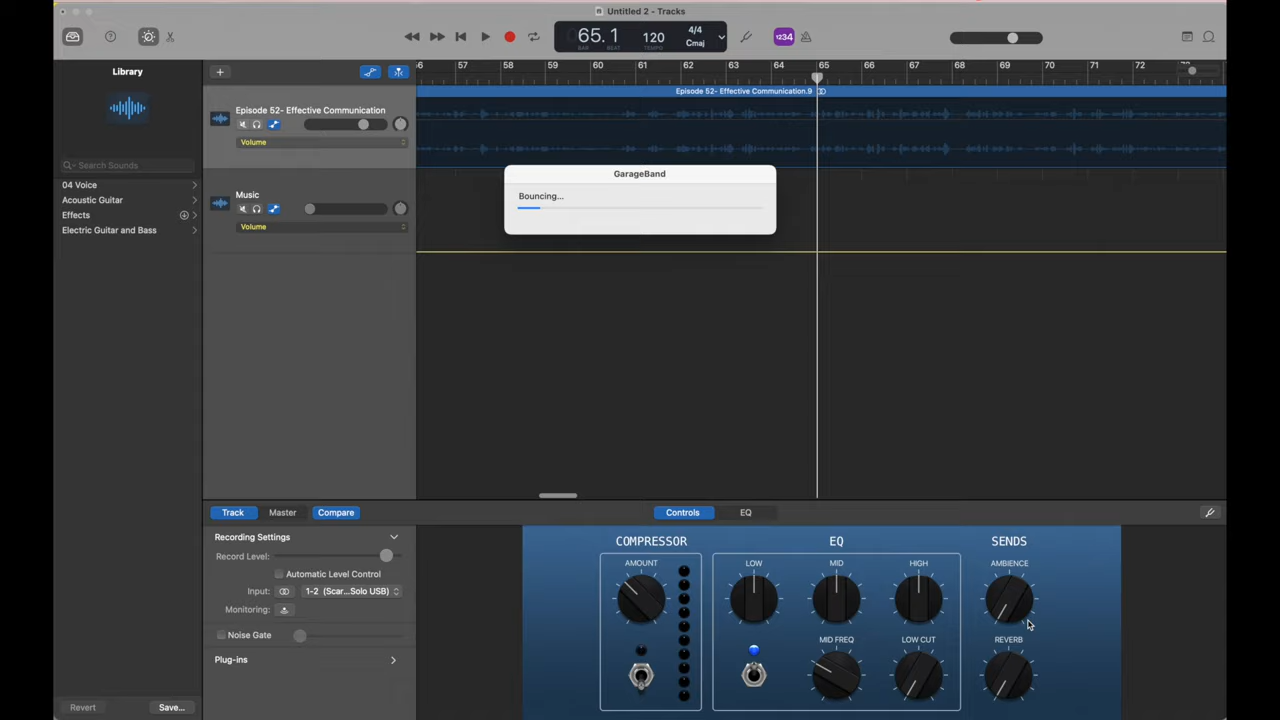 Untitled 2 - Tracks
65. 1
BAR
BEAT
120
TEMPO
4/4
Cmaj
1234
Library
Search Sounds
04 Voice
Acoustic Guitar
Effects
Electric Guitar and Bass
Revert
Save...
Episode 52- Effective Communication
Volume
Music
Volume
57 58 59 60 61 62 63 64 65 66 67 68 69 70 71 72
Episode 52- Effective Communication.9
GarageBand
Bouncing...
Track Master Compare
Controls EQ
Recording Settings
Record Level:
Automatic Level Control
Input: 1-2 (Scar...Solo USB)
Monitoring:
Noise Gate
Plug-ins
COMPRESSOR
AMOUNT
EQ
LOW MID HIGH
MID FREQ LOW CUT
SENDS
AMBIENCE
REVERB